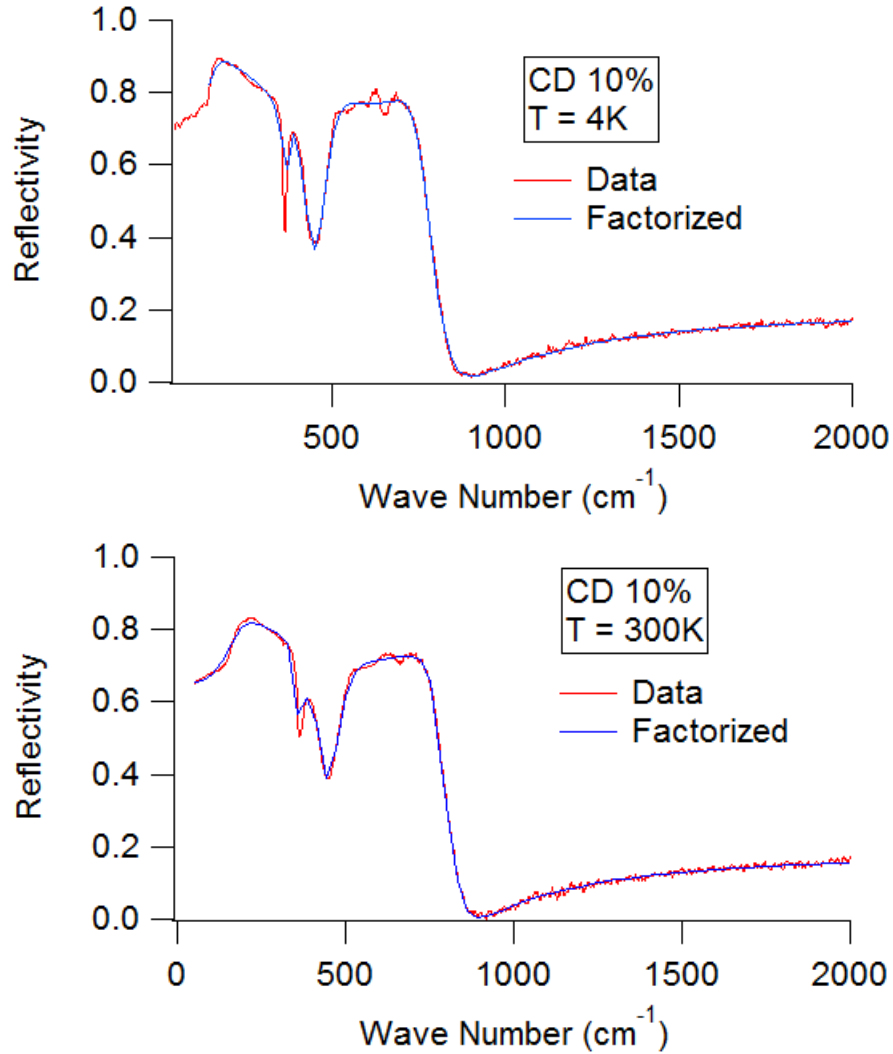 1.0
0.8
0.6
0.4
0.2
0.0
Reflectivity
CD 10%
T = 4K
Data
Factorized
500
1000
1500
2000
Wave Number (cm⁻¹)
1.0
0.8
0.6
0.4
0.2
0.0
Reflectivity
CD 10%
T = 300K
Data
Factorized
0
500
1000
1500
2000
Wave Number (cm⁻¹)